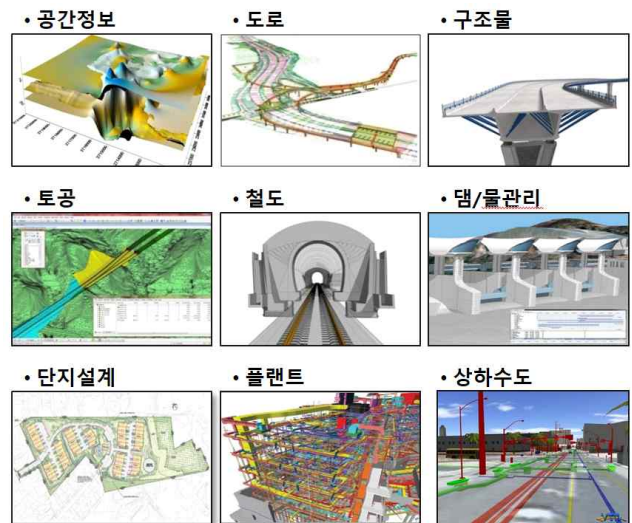 • 공간정보
• 도로
• 구조물
• 토공
• 철도
• 댐/물관리
• 단지설계
• 플랜트
• 상하수도